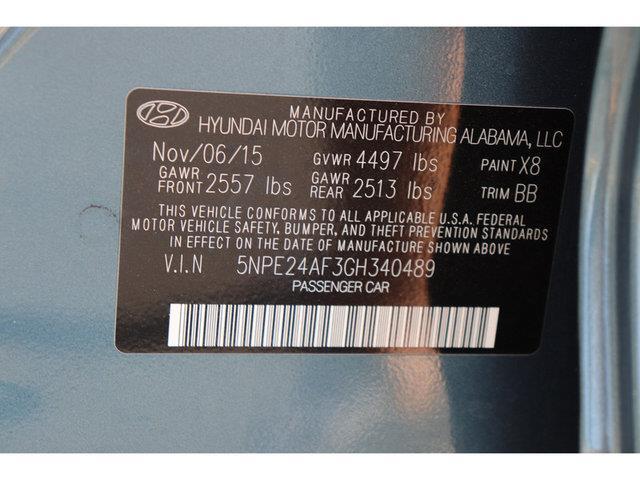 MANUFACTURED BY
HYUNDAI MOTOR MANUFACTURING ALABAMA, LLC
Nov/06/15 GVWR 4497 lbs PAINT X8
GAWR FRONT 2557 lbs GAWR REAR 2513 lbs TRIM BB
THIS VEHICLE CONFORMS TO ALL APPLICABLE U.S.A. FEDERAL
MOTOR VEHICLE SAFETY, BUMPER, AND THEFT PREVENTION
STANDARDS IN EFFECT ON THE DATE OF MANUFACTURE SHOWN ABOVE
V.I.N 5NPE24AF3GH340489
PASSENGER CAR